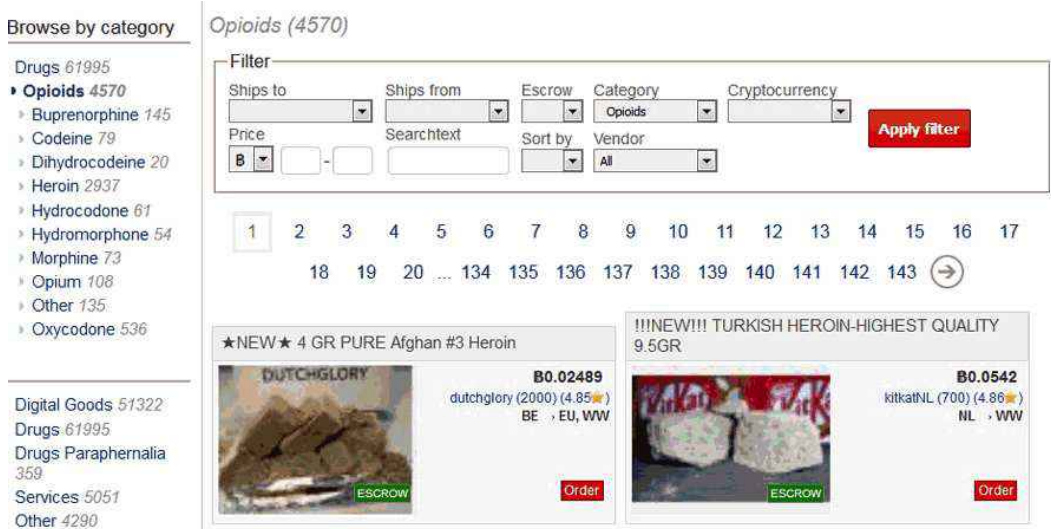 Browse by category
Drugs 61995
Opioids 4570
Buprenorphine 145
Codeine 79
Dihydrocodeine 20
Heroin 2937
Hydrocodone 61
Hydromorphone 54
Morphine 73
Opium 108
Other 135
Oxycodone 536
Digital Goods 51322
Drugs 61995
Drugs Paraphernalia
359
Services 5051
Other 4290
Opioids (4570)
Filter
Ships to Ships from Escrow Category Cryptocurrency
Opioids
Apply filter
Price Searchtext Sort by Vendor
฿ - All
1 2 3 4 5 6 7 8 9 10 11 12 13 14 15 16 17
18 19 20 ... 134 135 136 137 138 139 140 141 142 143
★NEW★ 4 GR PURE Afghan #3 Heroin
DUTCHGLORY
฿0.02489
dutchglory (2000) (4.85★)
BE → EU, WW
ESCROW
Order
!!!NEW!!! TURKISH HEROIN-HIGHEST QUALITY
9.5GR
KitKat
฿0.0542
kitkatNL (700) (4.86★)
NL → WW
ESCROW
Order